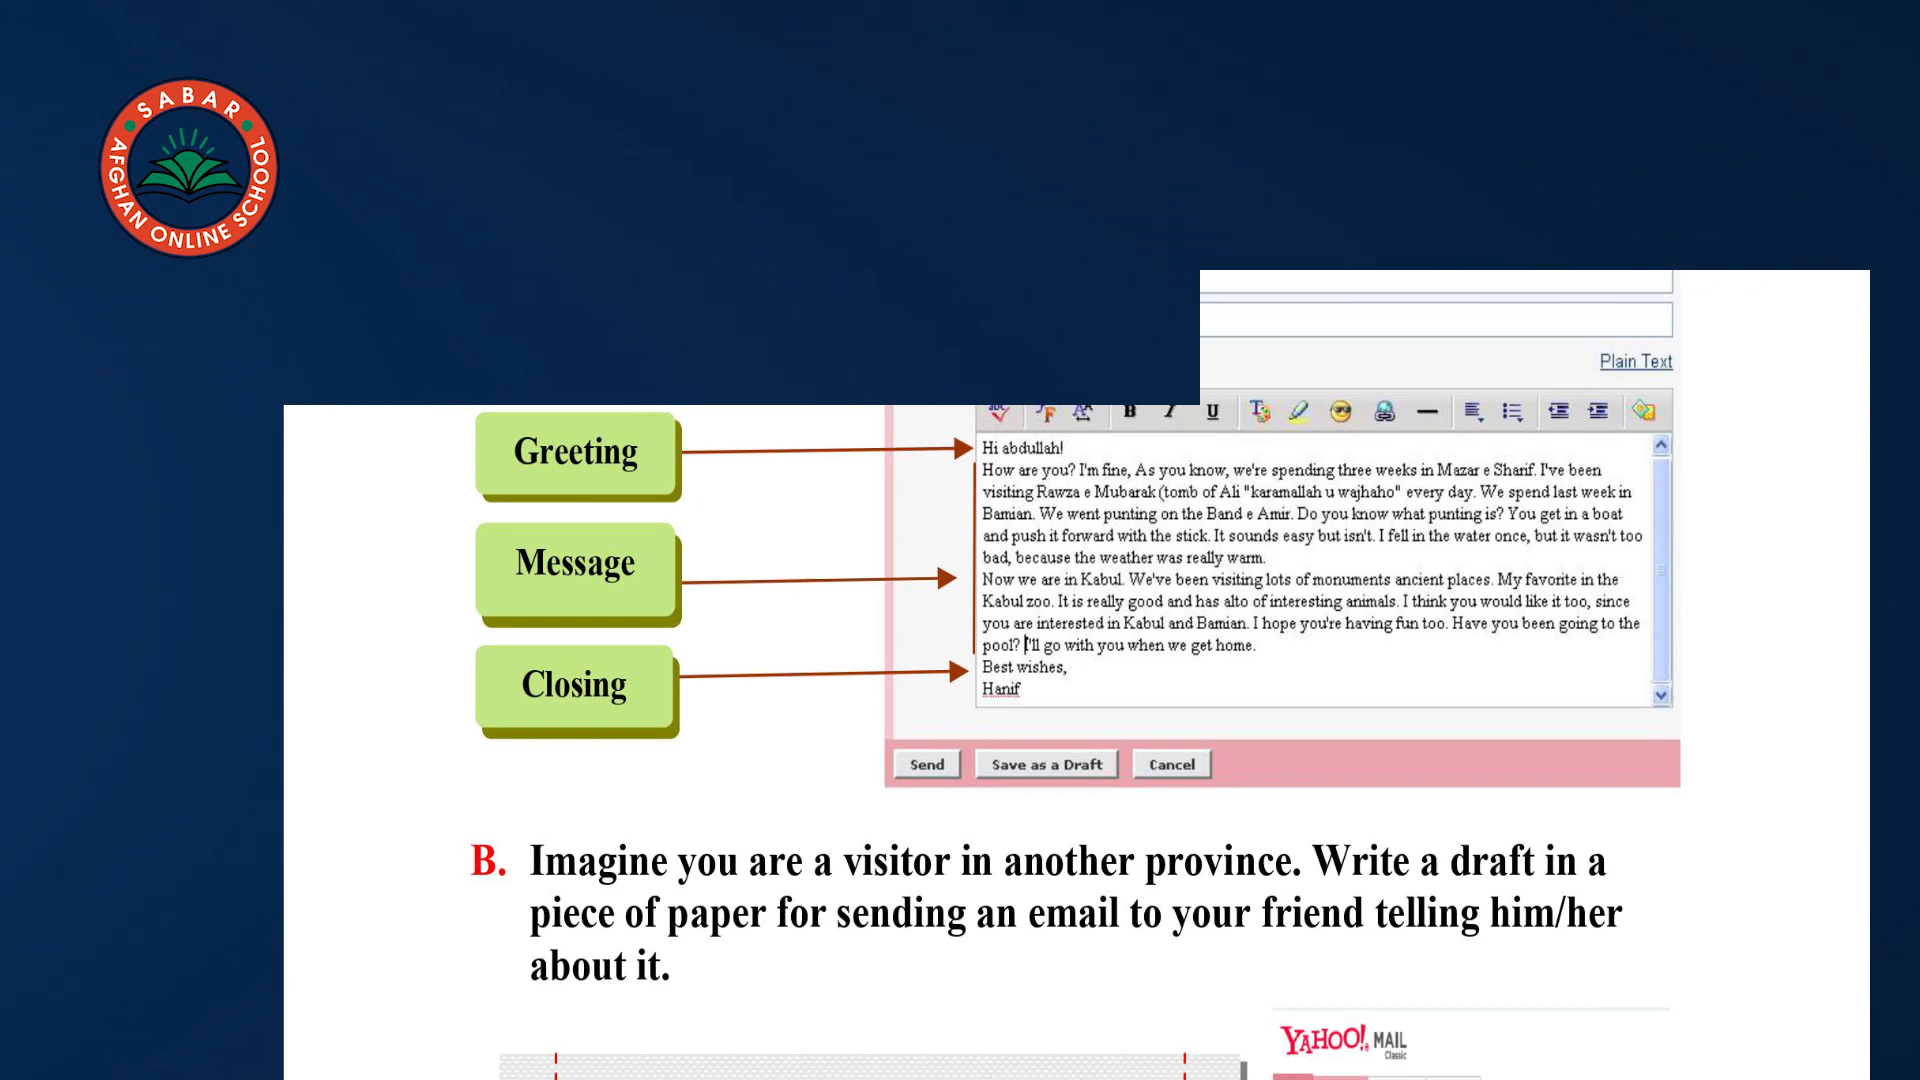 SABAR
AFGHAN ONLINE SCHOOL
Plain Text
B I U
Greeting
Message
Closing
Hi abdullah!
How are you? I'm fine, As you know, we're spending three weeks in Mazar e Sharif. I've been
visiting Rawza e Mubarak (tomb of Ali "karamallah u wajhaho" every day. We spend last week in
Bamian. We went punting on the Band e Amir. Do you know what punting is? You get in a boat
and push it forward with the stick. It sounds easy but isn't. I fell in the water once, but it wasn't too
bad, because the weather was really warm.
Now we are in Kabul. We've been visiting lots of monuments ancient places. My favorite in the
Kabul zoo. It is really good and has alto of interesting animals. I think you would like it too, since
you are interested in Kabul and Bamian. I hope you're having fun too. Have you been going to the
pool? I'll go with you when we get home.
Best wishes,
Hanif
Send Save as a Draft Cancel
B. Imagine you are a visitor in another province. Write a draft in a
piece of paper for sending an email to your friend telling him/her
about it.
YAHOO! MAIL
Classic